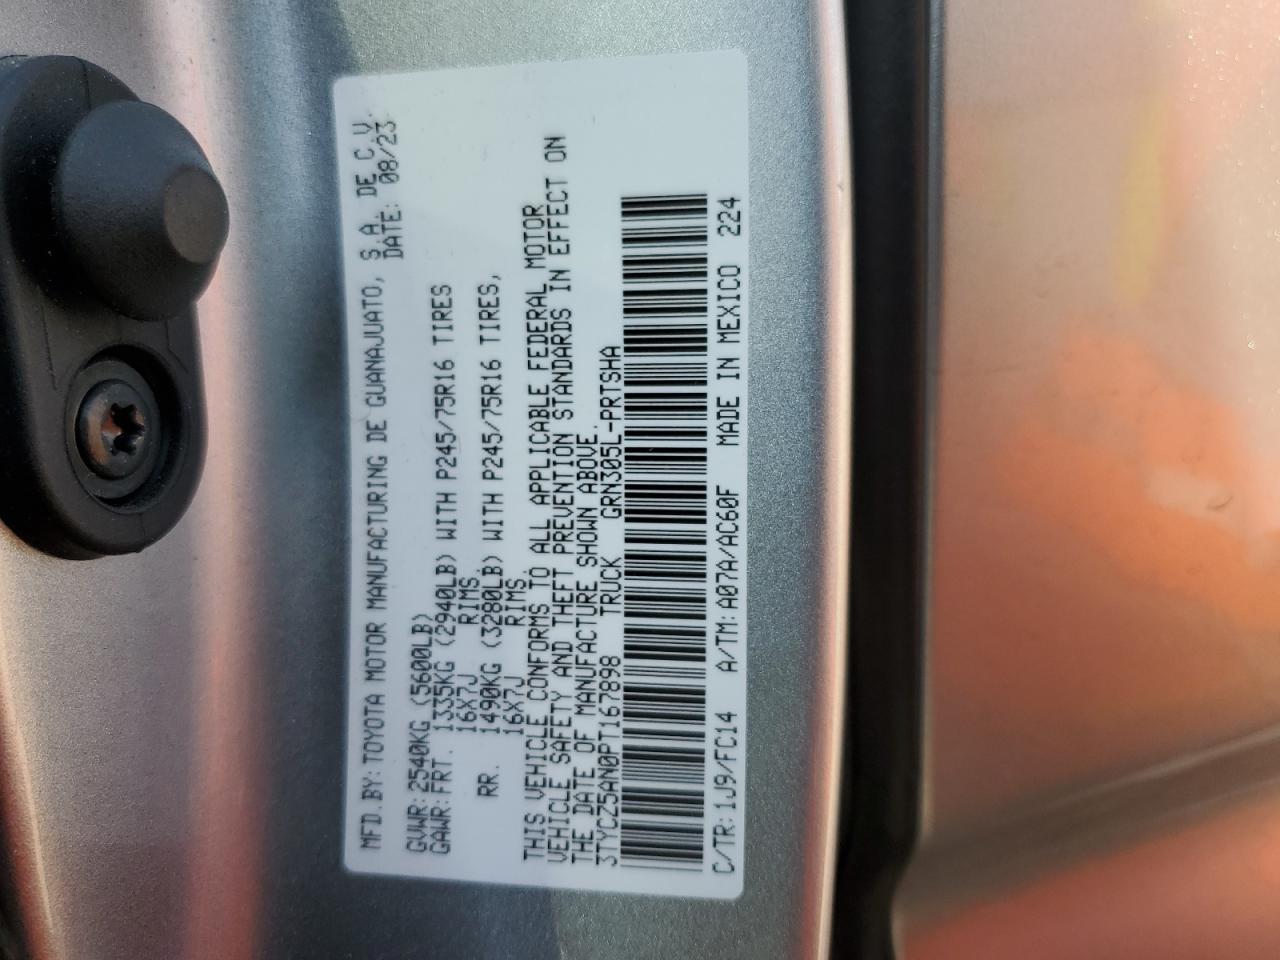 MFD.BY: TOYOTA MOTOR MANUFACTURING DE GUANAJUATO, S.A. DE C.V.
DATE: 08/23
GVWR: 2540KG (5600LB)
GAWR: FRT. 1335KG (2940LB) WITH P245/75R16 TIRES
16X7J RIMS.
RR. 1490KG (3280LB) WITH P245/75R16 TIRES,
16X7J RIMS.
THIS VEHICLE CONFORMS TO ALL APPLICABLE FEDERAL MOTOR
VEHICLE SAFETY AND THEFT PREVENTION STANDARDS IN EFFECT ON
THE DATE OF MANUFACTURE SHOWN ABOVE.
3TYCZ5AN0PT167898 TRUCK GRN305L-PRTSHA
C/TR: 1J9/FC14 A/TM: A07A/AC60F MADE IN MEXICO 224